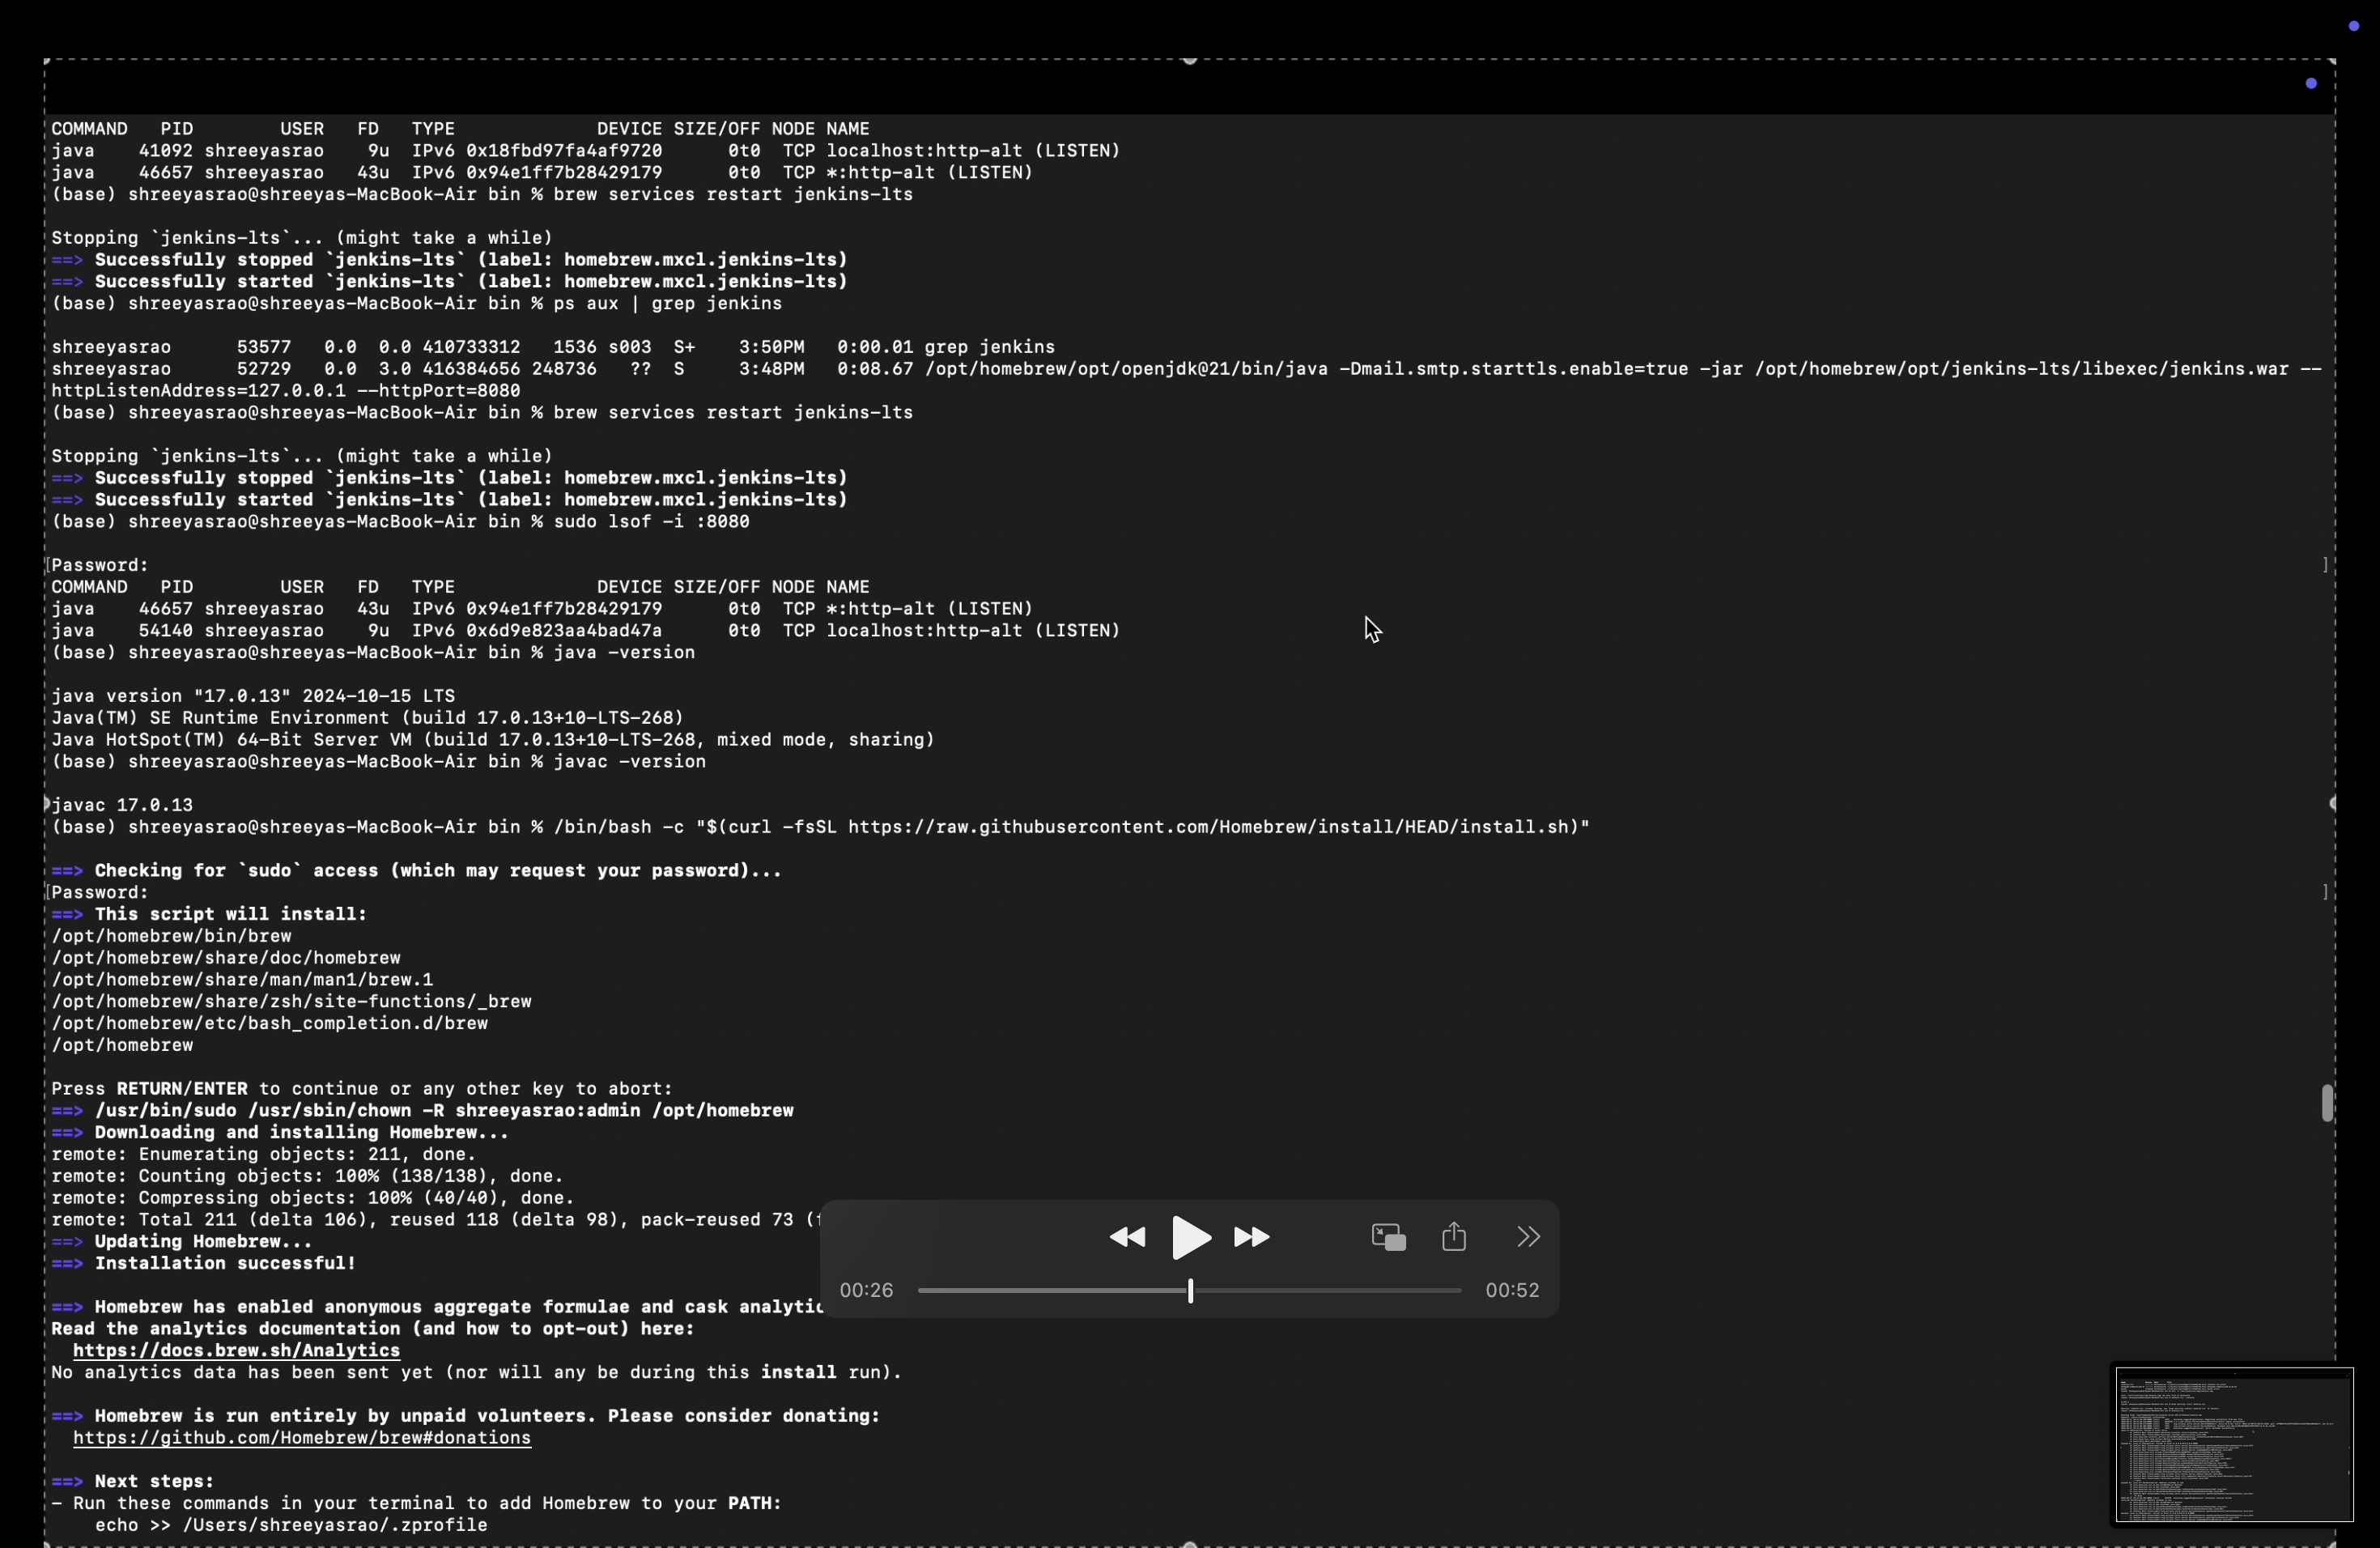 COMMAND   PID        USER   FD   TYPE             DEVICE SIZE/OFF NODE NAME
java    41092 shreeyasrao    9u  IPv6 0x18fbd97fa4af9720      0t0  TCP localhost:http-alt (LISTEN)
java    46657 shreeyasrao   43u  IPv6 0x94e1ff7b28429179      0t0  TCP *:http-alt (LISTEN)
(base) shreeyasrao@shreeyas-MacBook-Air bin % brew services restart jenkins-lts
Stopping `jenkins-lts`... (might take a while)
==> Successfully stopped `jenkins-lts` (label: homebrew.mxcl.jenkins-lts)
==> Successfully started `jenkins-lts` (label: homebrew.mxcl.jenkins-lts)
(base) shreeyasrao@shreeyas-MacBook-Air bin % ps aux | grep jenkins
shreeyasrao      53577   0.0  0.0 410733312   1536 s003  S+    3:50PM   0:00.01 grep jenkins
shreeyasrao      52729   0.0  3.0 416384656 248736   ??  S     3:48PM   0:08.67 /opt/homebrew/opt/openjdk@21/bin/java -Dmail.smtp.starttls.enable=true -jar /opt/homebrew/opt/jenkins-lts/libexec/jenkins.war --
httpListenAddress=127.0.0.1 --httpPort=8080
(base) shreeyasrao@shreeyas-MacBook-Air bin % brew services restart jenkins-lts
Stopping `jenkins-lts`... (might take a while)
==> Successfully stopped `jenkins-lts` (label: homebrew.mxcl.jenkins-lts)
==> Successfully started `jenkins-lts` (label: homebrew.mxcl.jenkins-lts)
(base) shreeyasrao@shreeyas-MacBook-Air bin % sudo lsof -i :8080
[Password: ]
COMMAND   PID        USER   FD   TYPE             DEVICE SIZE/OFF NODE NAME
java    46657 shreeyasrao   43u  IPv6 0x94e1ff7b28429179      0t0  TCP *:http-alt (LISTEN)
java    54140 shreeyasrao    9u  IPv6 0x6d9e823aa4bad47a      0t0  TCP localhost:http-alt (LISTEN)
(base) shreeyasrao@shreeyas-MacBook-Air bin % java -version
java version "17.0.13" 2024-10-15 LTS
Java(TM) SE Runtime Environment (build 17.0.13+10-LTS-268)
Java HotSpot(TM) 64-Bit Server VM (build 17.0.13+10-LTS-268, mixed mode, sharing)
(base) shreeyasrao@shreeyas-MacBook-Air bin % javac -version
javac 17.0.13
(base) shreeyasrao@shreeyas-MacBook-Air bin % /bin/bash -c "$(curl -fsSL https://raw.githubusercontent.com/Homebrew/install/HEAD/install.sh)"
==> Checking for `sudo` access (which may request your password)...
[Password: ]
==> This script will install:
/opt/homebrew/bin/brew
/opt/homebrew/share/doc/homebrew
/opt/homebrew/share/man/man1/brew.1
/opt/homebrew/share/zsh/site-functions/_brew
/opt/homebrew/etc/bash_completion.d/brew
/opt/homebrew
Press RETURN/ENTER to continue or any other key to abort:
==> /usr/bin/sudo /usr/sbin/chown -R shreeyasrao:admin /opt/homebrew
==> Downloading and installing Homebrew...
remote: Enumerating objects: 211, done.
remote: Counting objects: 100% (138/138), done.
remote: Compressing objects: 100% (40/40), done.
remote: Total 211 (delta 106), reused 118 (delta 98), pack-reused 73 (
==> Updating Homebrew...
==> Installation successful!
00:26 00:52
==> Homebrew has enabled anonymous aggregate formulae and cask analytic
Read the analytics documentation (and how to opt-out) here:
https://docs.brew.sh/Analytics
No analytics data has been sent yet (nor will any be during this install run).
==> Homebrew is run entirely by unpaid volunteers. Please consider donating:
https://github.com/Homebrew/brew#donations
==> Next steps:
- Run these commands in your terminal to add Homebrew to your PATH:
echo >> /Users/shreeyasrao/.zprofile